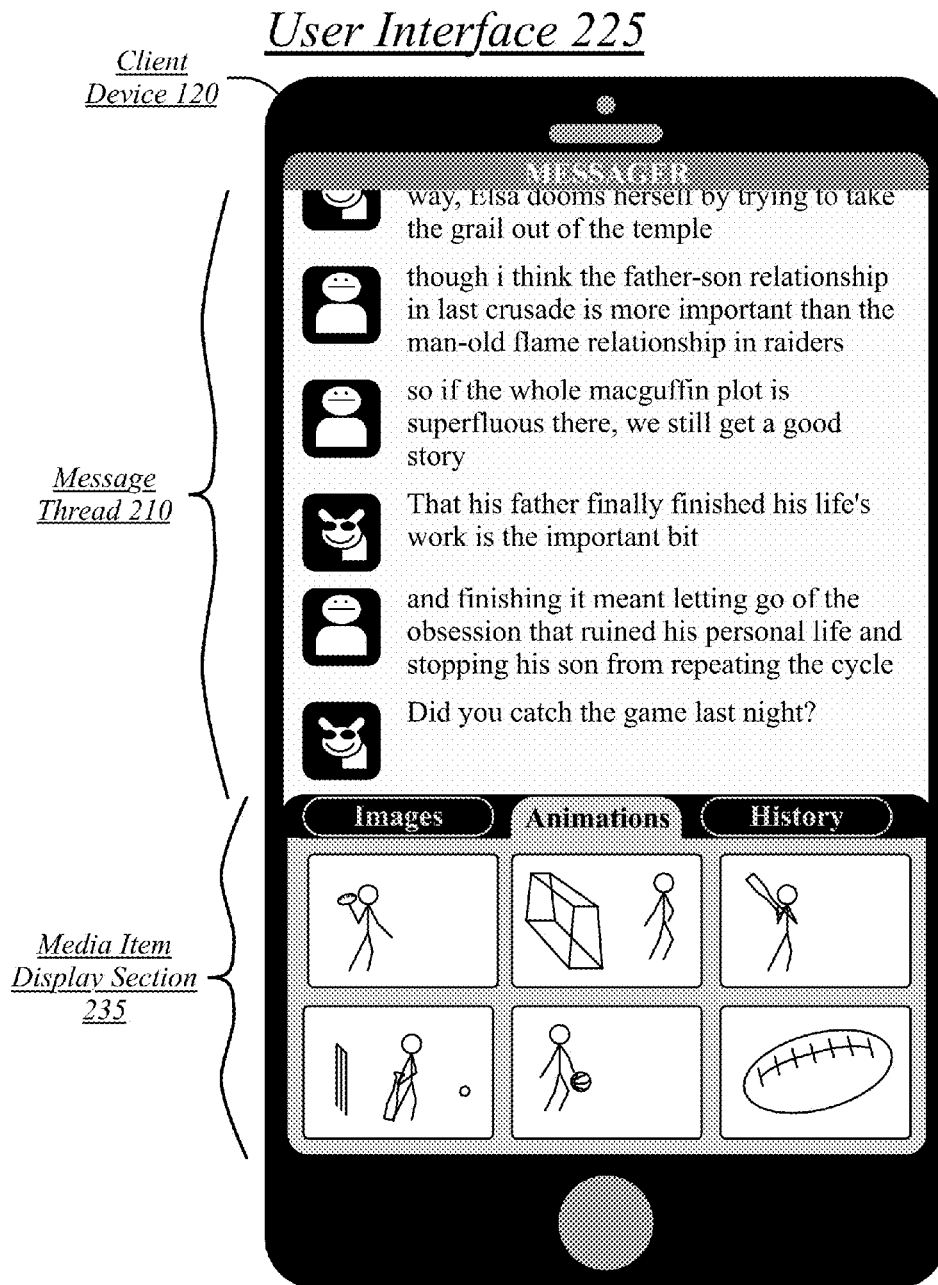 User Interface 225
Client
Device 120
MESSAGER
way, Elsa dooms herself by trying to take
the grail out of the temple
though i think the father-son relationship
in last crusade is more important than the
man-old flame relationship in raiders
so if the whole macguffin plot is
superfluous there, we still get a good
story
Message
Thread 210
That his father finally finished his life's
work is the important bit
and finishing it meant letting go of the
obsession that ruined his personal life and
stopping his son from repeating the cycle
Did you catch the game last night?
Images
Animations
History
Media Item
Display Section
235